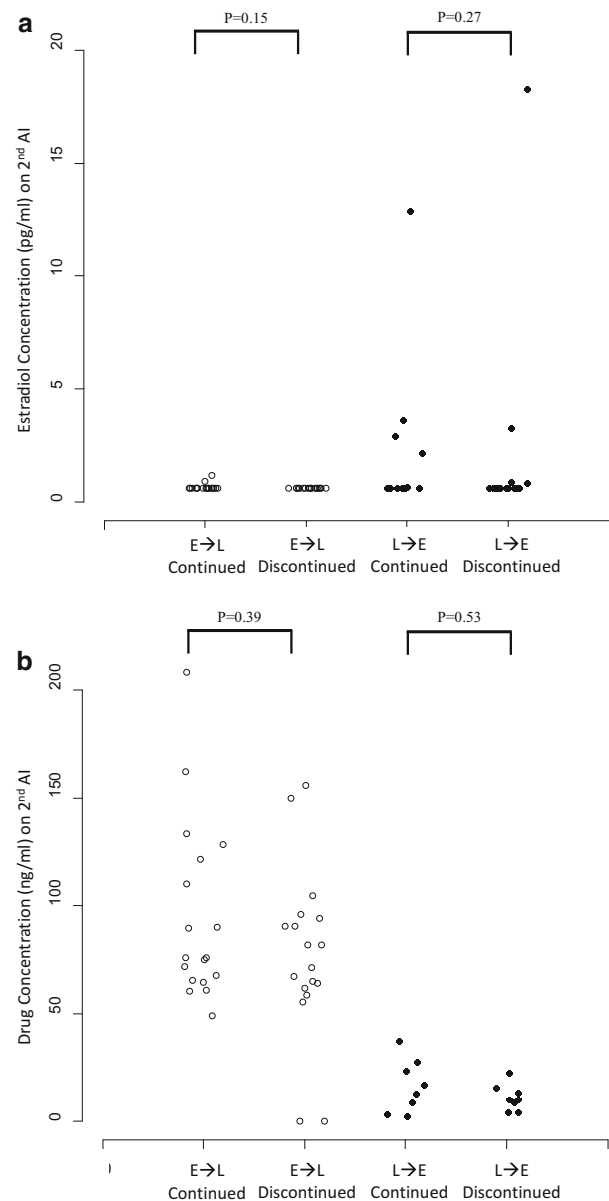 a
P=0.15
P=0.27
20
15
10
5
0
Estradiol Concentration (pg/ml) on 2nd AI
E→L Continued
E→L Discontinued
L→E Continued
L→E Discontinued
b
P=0.39
P=0.53
200
150
100
50
0
Drug Concentration (ng/ml) on 2nd AI
)
E→L Continued
E→L Discontinued
L→E Continued
L→E Discontinued